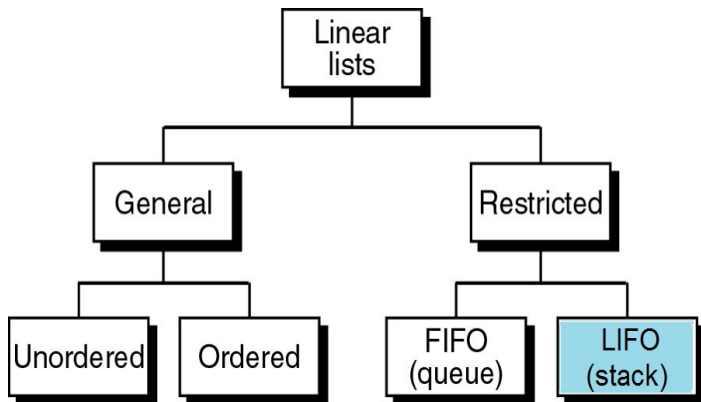 Linear
lists
General
Restricted
Unordered
Ordered
FIFO
(queue)
LIFO
(stack)